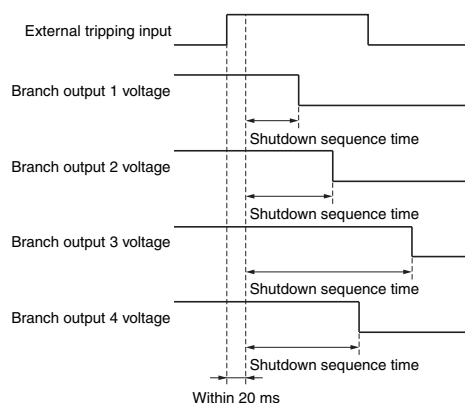 External tripping input
Branch output 1 voltage
Shutdown sequence time
Branch output 2 voltage
Shutdown sequence time
Branch output 3 voltage
Shutdown sequence time
Branch output 4 voltage
Shutdown sequence time
Within 20 ms